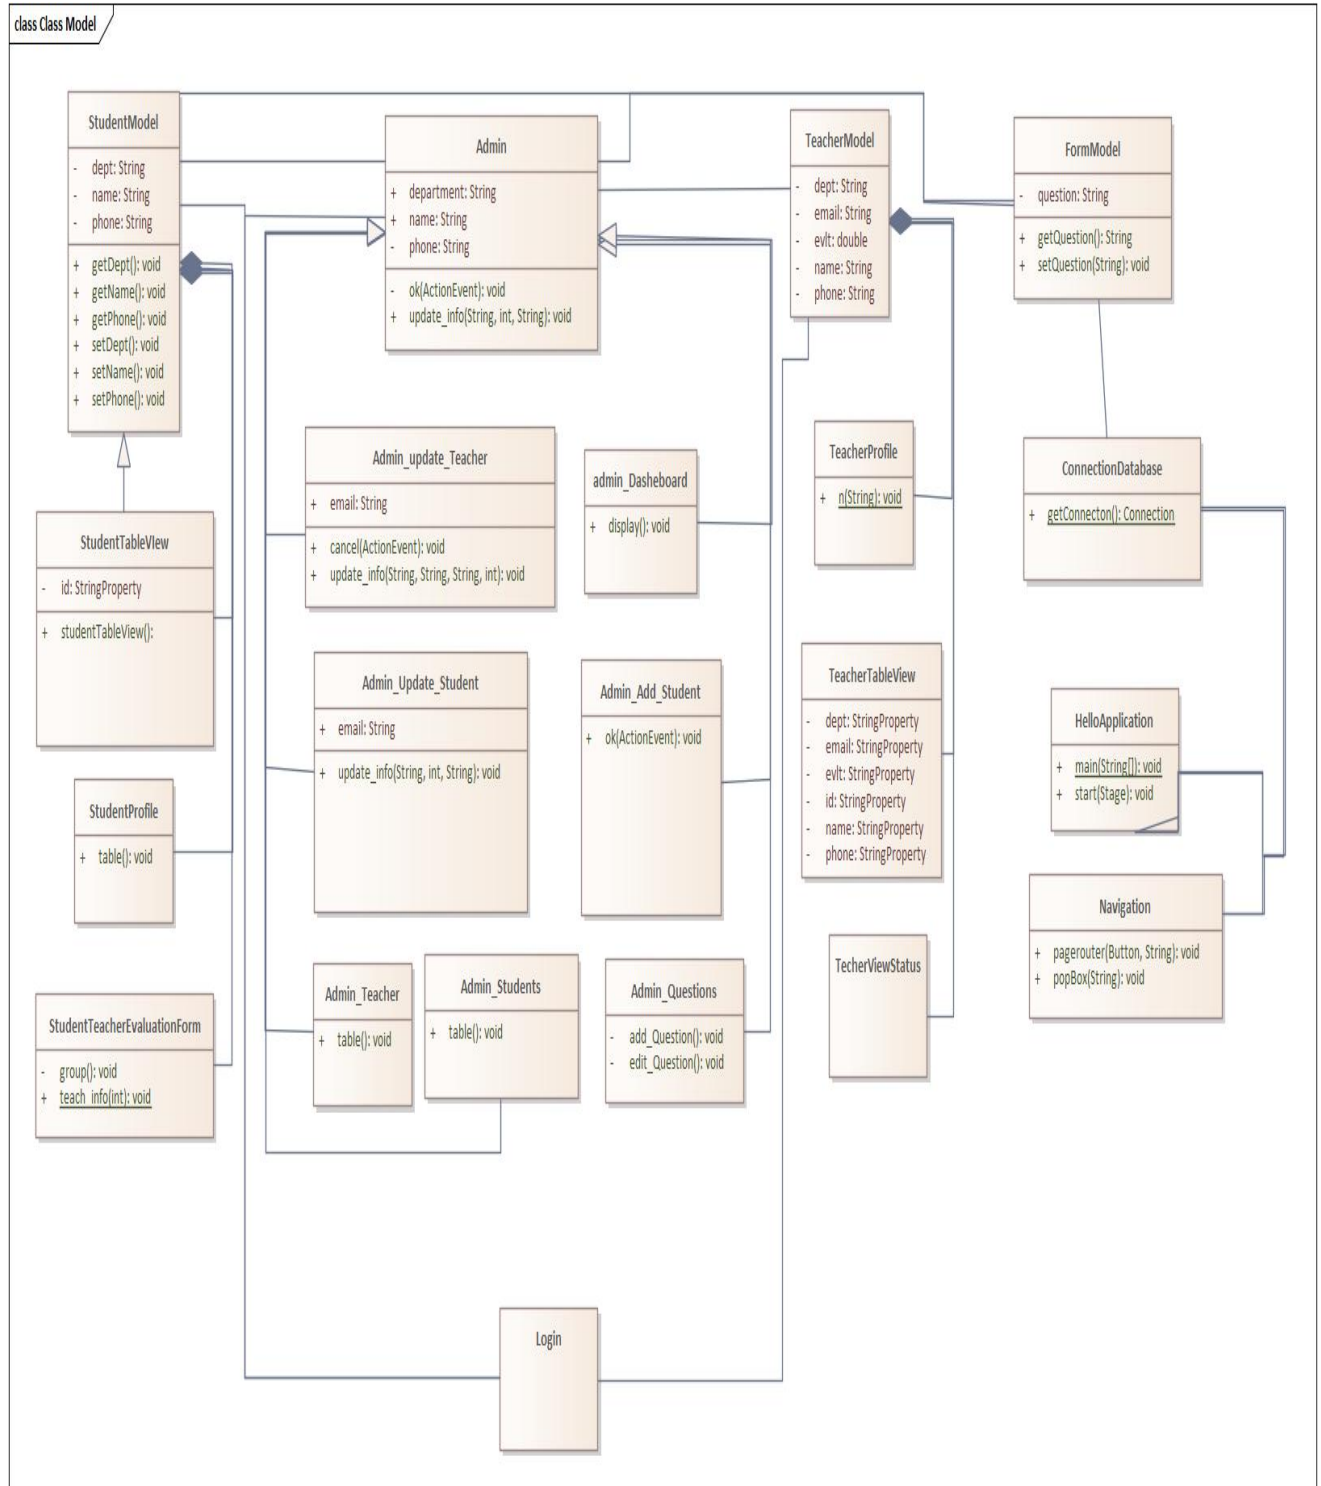 class Class Model
StudentModel
- dept: String
- name: String
- phone: String
+ getDept(): void
+ getName(): void
+ getPhone(): void
+ setDept(): void
+ setName(): void
+ setPhone(): void
Admin
+ department: String
+ name: String
- phone: String
- ok(ActionEvent): void
+ update_info(String, int, String): void
TeacherModel
- dept: String
- email: String
- evlt: double
- name: String
- phone: String
FormModel
- question: String
+ getQuestion(): String
+ setQuestion(String): void
Admin_update_Teacher
+ email: String
+ cancel(ActionEvent): void
+ update_info(String, String, String, int): void
admin_Dasheboard
+ display(): void
TeacherProfile
+ n(String): void
ConnectionDatabase
+ getConnecton(): Connection
StudentTableVIew
- id: StringProperty
+ studentTableView():
Admin_Update_Student
+ email: String
+ update_info(String, int, String): void
Admin_Add_Student
+ ok(ActionEvent): void
TeacherTableView
- dept: StringProperty
- email: StringProperty
- evlt: StringProperty
- id: StringProperty
- name: StringProperty
- phone: StringProperty
HelloApplication
+ main(String[]): void
+ start(Stage): void
StudentProfile
+ table(): void
Navigation
+ pagerouter(Button, String): void
+ popBox(String): void
StudentTeacherEvaluationForm
- group(): void
+ teach_info(int): void
Admin_Teacher
+ table(): void
Admin_Students
+ table(): void
Admin_Questions
- add_Question(): void
- edit_Question(): void
TecherViewStatus
Login